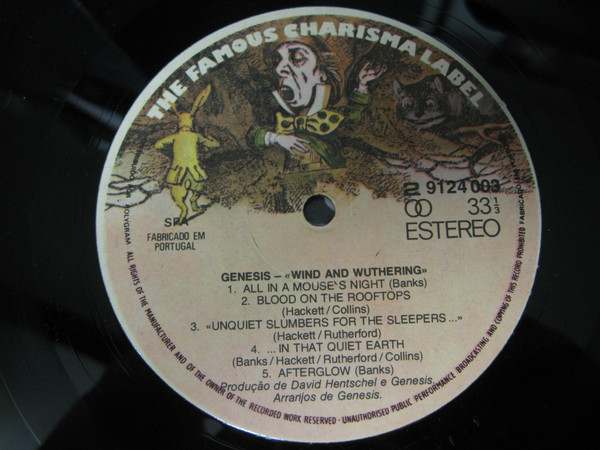 THE FAMOUS CHARISMA LABEL
2 9124 003
33 1/3
ESTEREO
FABRICADO EM
PORTUGAL
GENESIS – «WIND AND WUTHERING»
1. ALL IN A MOUSE'S NIGHT (Banks)
2. BLOOD ON THE ROOFTOPS
(Hackett/Collins)
3. «UNQUIET SLUMBERS FOR THE SLEEPERS ...»
(Hackett/Rutherford)
4. ... IN THAT QUIET EARTH
(Banks/Hackett/Rutherford/Collins)
5. AFTERGLOW (Banks)
Produção de David Hentschel e Genesis.
Arranjos de Genesis.
POLYGRAM ALL RIGHTS OF THE MANUFACTURER AND OF THE OWNER OF THE RECORDED WORK RESERVED - UNAUTHORISED PUBLIC PERFORMANCE BROADCASTING AND COPYING OF THIS RECORD PROHIBITED FABRICADO